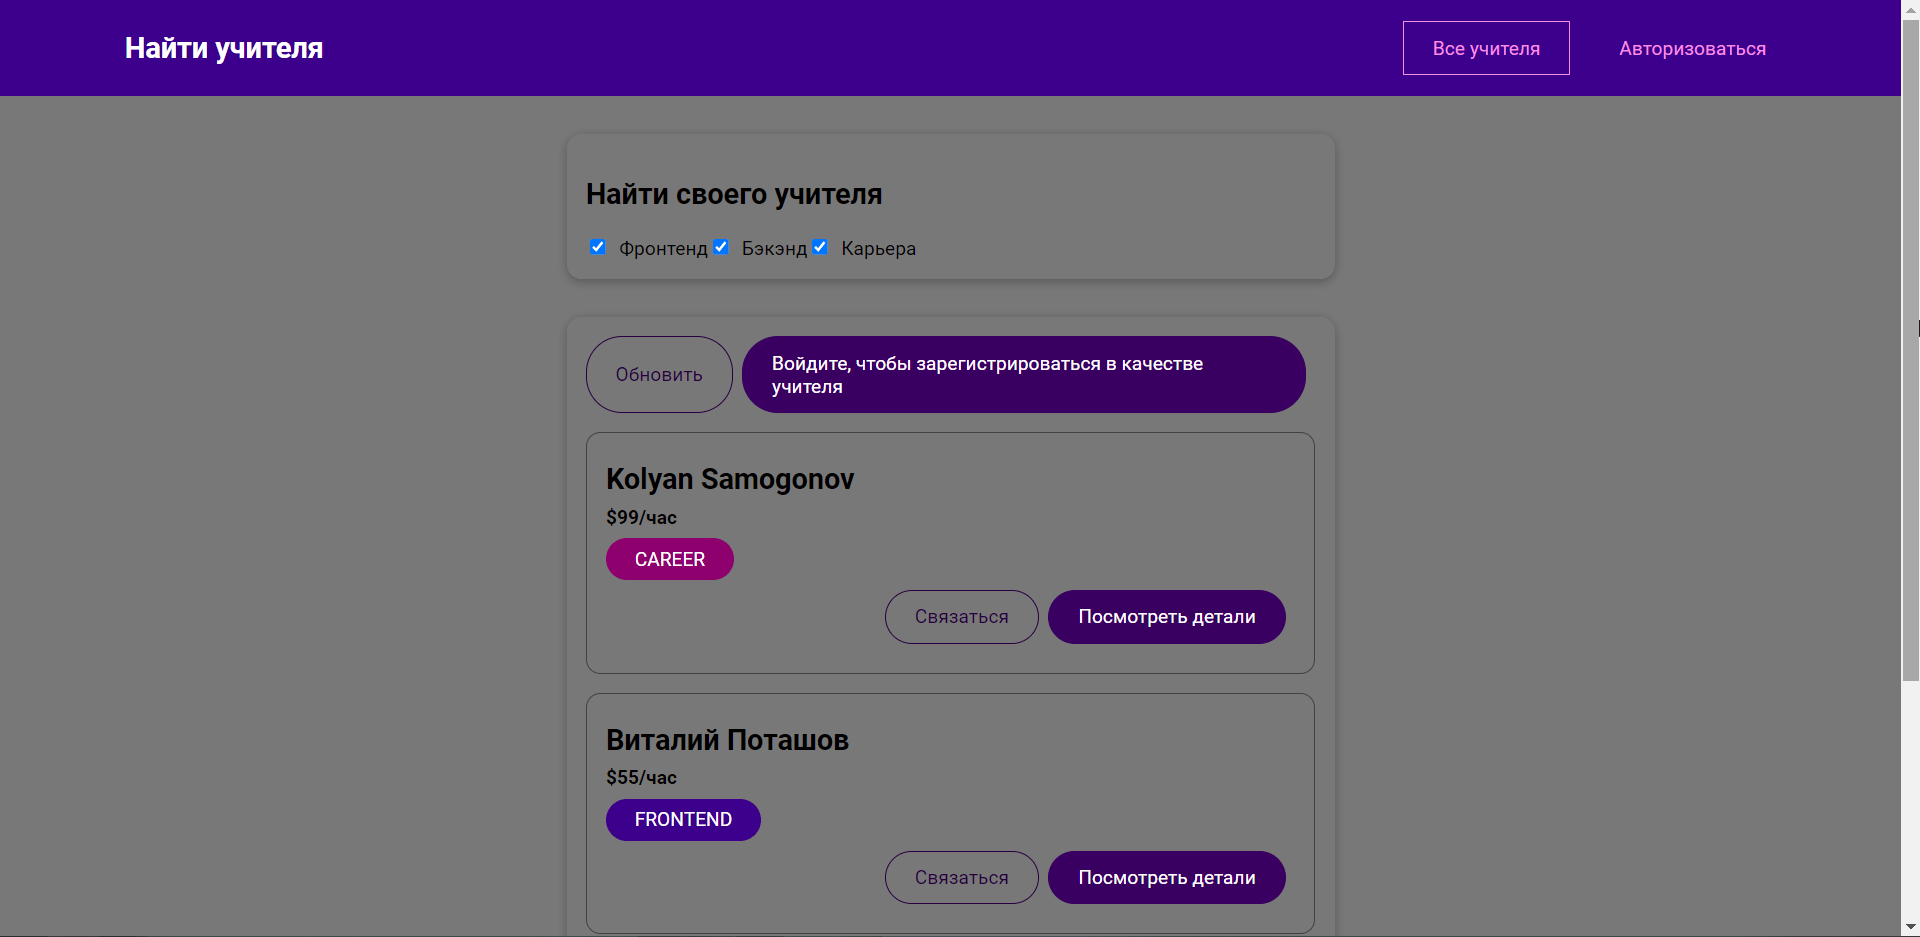 Найти учителя
Все учителя
Авторизоваться
Найти своего учителя
Фронтенд Бэкэнд Карьера
Обновить
Войдите, чтобы зарегистрироваться в качестве
учителя
Kolyan Samogonov
$99/час
CAREER
Связаться
Посмотреть детали
Виталий Поташов
$55/час
FRONTEND
Связаться
Посмотреть детали